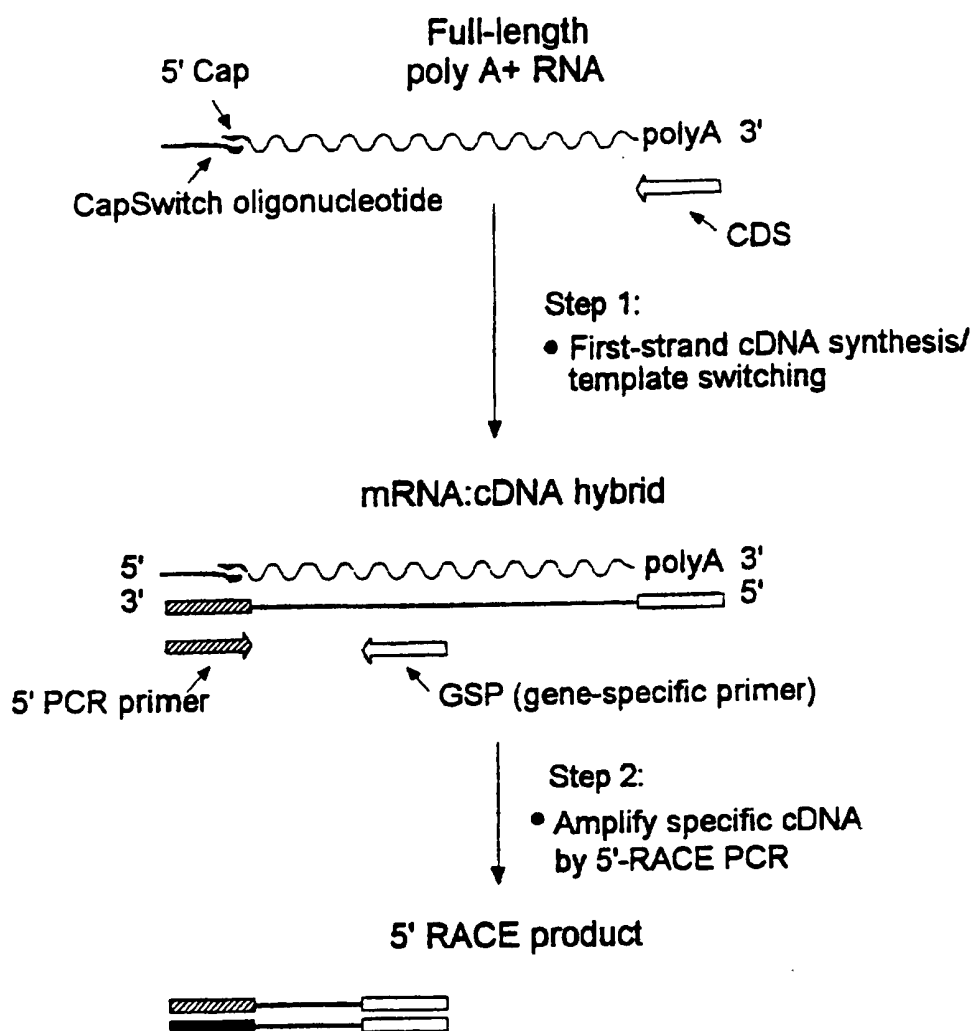 Full-length
poly A+ RNA
5' Cap
polyA 3'
CapSwitch oligonucleotide
CDS
Step 1:
• First-strand cDNA synthesis/
template switching
mRNA:cDNA hybrid
5'
polyA 3'
3'
5'
5' PCR primer
GSP (gene-specific primer)
Step 2:
• Amplify specific cDNA
by 5'-RACE PCR
5' RACE product